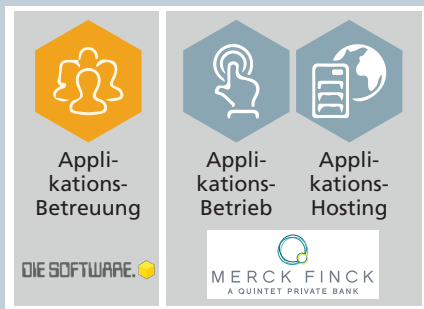 Appli-
kations-
Betreuung
Appli-
kations-
Betrieb
Appli-
kations-
Hosting
DIE SOFTWARE.
MERCK FINCK
A QUINTET PRIVATE BANK